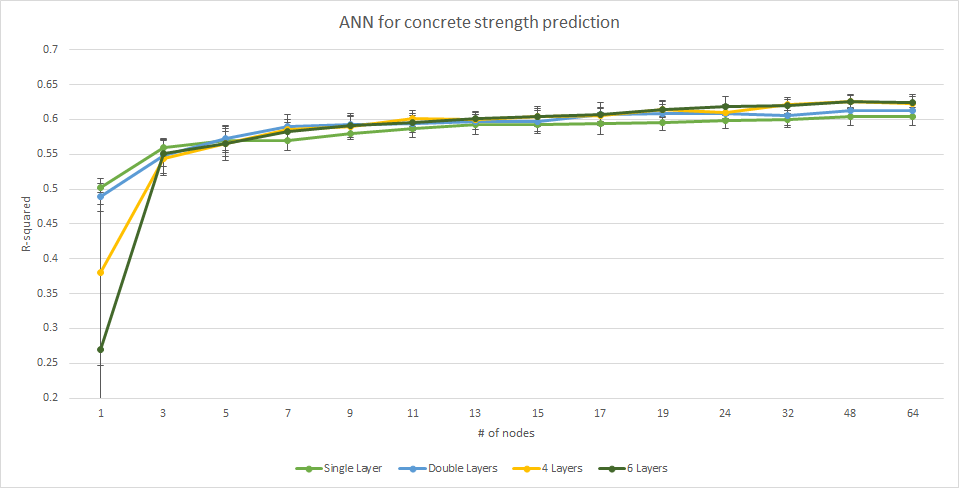 ANN for concrete strength prediction
0.7
0.65
0.6
0.55
0.5
0.45
0.4
0.35
0.3
0.25
0.2
R-squared
1 3 5 7 9 11 13 15 17 19 24 32 48 64
# of nodes
Single Layer Double Layers 4 Layers 6 Layers